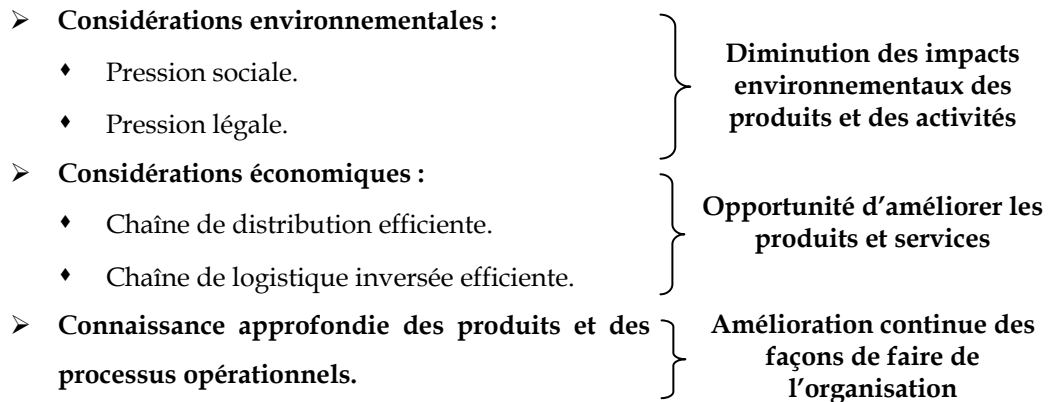 ➢ Considérations environnementales :
♦ Pression sociale.
♦ Pression légale.
Diminution des impacts
environnementaux des
produits et des activités
➢ Considérations économiques :
♦ Chaîne de distribution efficiente.
♦ Chaîne de logistique inversée efficiente.
Opportunité d’améliorer les
produits et services
➢ Connaissance approfondie des produits et des
processus opérationnels.
Amélioration continue des
façons de faire de
l’organisation